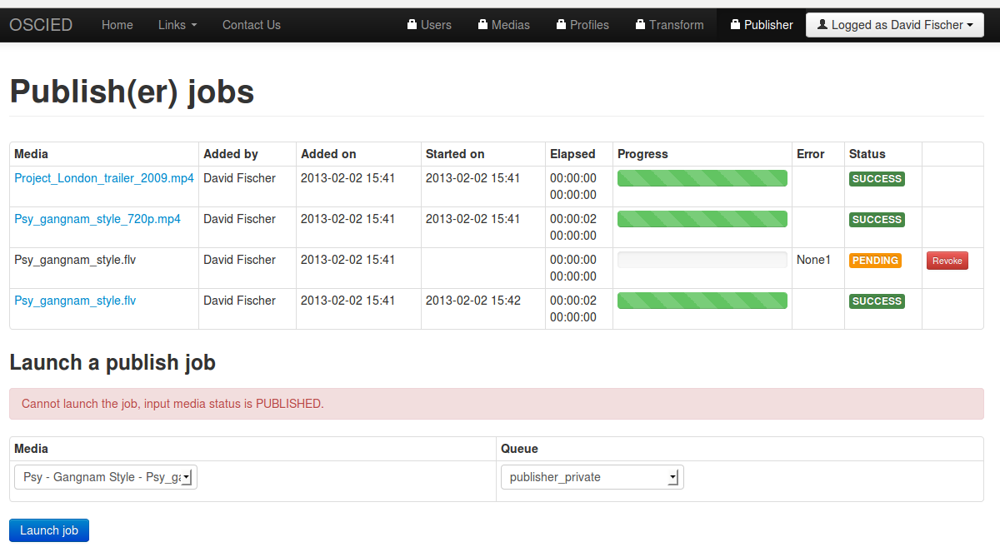 OSCIED Home Links Contact Us Users Medias Profiles Transform Publisher Logged as David Fischer
Publish(er) jobs
Media Added by Added on Started on Elapsed Progress Error Status
Project_London_trailer_2009.mp4 David Fischer 2013-02-02 15:41 2013-02-02 15:41 00:00:00 SUCCESS
00:00:00
Psy_gangnam_style_720p.mp4 David Fischer 2013-02-02 15:41 2013-02-02 15:41 00:00:02 SUCCESS
00:00:00
Psy_gangnam_style.flv David Fischer 2013-02-02 15:41 00:00:00 None1 PENDING Revoke
00:00:00
Psy_gangnam_style.flv David Fischer 2013-02-02 15:41 2013-02-02 15:42 00:00:02 SUCCESS
00:00:00
Launch a publish job
Cannot launch the job, input media status is PUBLISHED.
Media Queue
Psy - Gangnam Style - Psy_ga publisher_private
Launch job